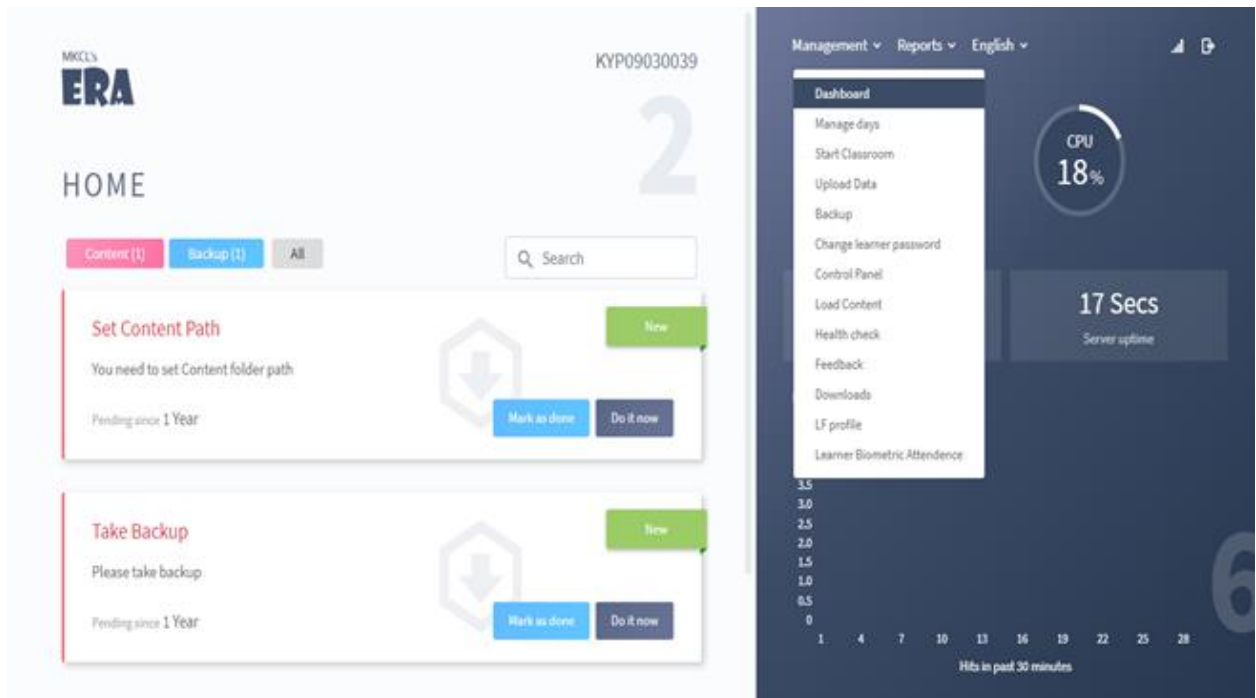 MKCL's
ERA
KYP09030039
2
HOME
Content (1)
Backup (1)
All
Search
Set Content Path
New
You need to set Content folder path
Pending since 1 Year
Mark as done
Do it now
Take Backup
New
Please take backup
Pending since 1 Year
Mark as done
Do it now
Management
Reports
English
Dashboard
Manage days
Start Classroom
Upload Data
Backup
Change learner password
Control Panel
Load Content
Health check
Feedback
Downloads
LF profile
Learner Biometric Attendence
CPU
18%
17 Secs
Server uptime
3.5
3.0
2.5
2.0
1.5
1.0
0.5
0
1 4 7 10 13 16 19 22 25 28
Hits in past 30 minutes
6